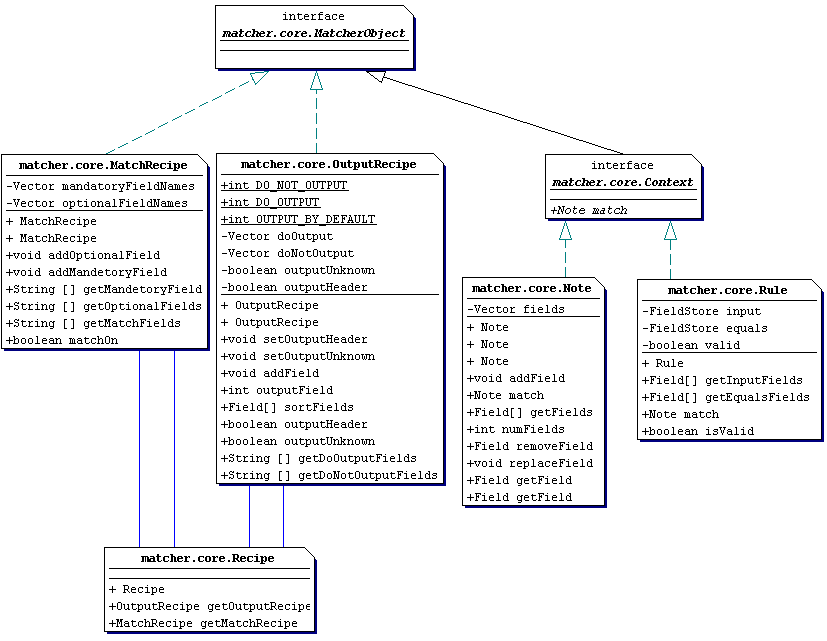 interface
matcher.core.MatcherObject
matcher.core.MatchRecipe
-Vector mandatoryFieldNames
-Vector optionalFieldNames
+ MatchRecipe
+ MatchRecipe
+void addOptionalField
+void addMandetoryField
+String [] getMandetoryField
+String [] getOptionalFields
+String [] getMatchFields
+boolean matchOn
matcher.core.OutputRecipe
+int DO_NOT_OUTPUT
+int DO_OUTPUT
+int OUTPUT_BY_DEFAULT
-Vector doOutput
-Vector doNotOutput
-boolean outputUnknown
-boolean outputHeader
+ OutputRecipe
+ OutputRecipe
+void setOutputHeader
+void setOutputUnknown
+void addField
+int outputField
+Field[] sortFields
+boolean outputHeader
+boolean outputUnknown
+String [] getDoOutputFields
+String [] getDoNotOutputFields
interface
matcher.core.Context
+Note match
matcher.core.Note
-Vector fields
+ Note
+ Note
+ Note
+void addField
+Note match
+Field[] getFields
+int numFields
+Field removeField
+void replaceField
+Field getField
+Field getField
matcher.core.Rule
-FieldStore input
-FieldStore equals
-boolean valid
+ Rule
+Field[] getInputFields
+Field[] getEqualsFields
+Note match
+boolean isValid
matcher.core.Recipe
+ Recipe
+OutputRecipe getOutputRecipe
+MatchRecipe getMatchRecipe